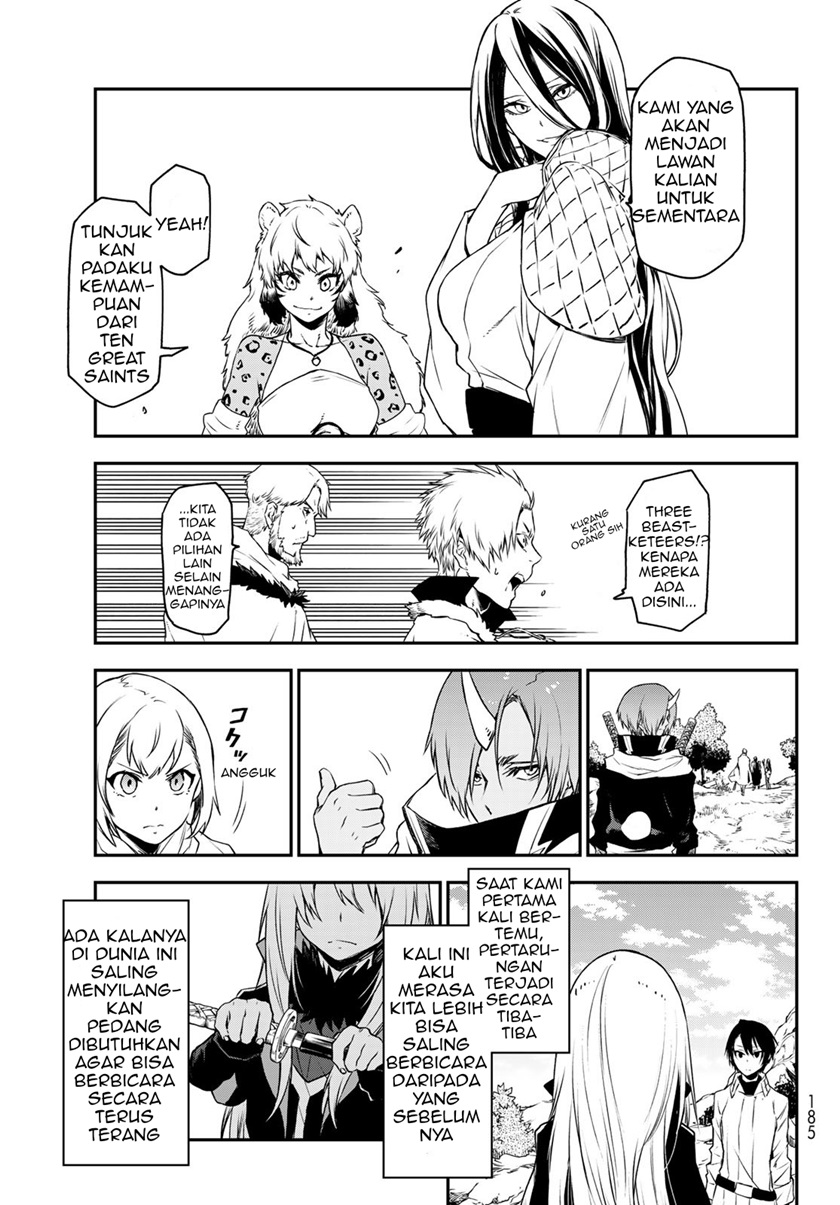 KAMI YANG
AKAN
MENJADI
LAWAN
KALIAN
UNTUK
SEMENTARA
YEAH!
TUNJUK
KAN
PADAKU
KEMAM-
PUAN
DARI
TEN
GREAT
SAINTS
THREE
BEAST-
KETEERS!?
KENAPA
MEREKA
ADA
DISINI...
KURANG
SATU
ORANG SIH
...KITA
TIDAK
ADA
PILIHAN
LAIN
SELAIN
MENANG-
GAPINYA
コクッ
ANGGUK
SAAT KAMI
PERTAMA
KALI BER-
TEMU,
PERTARU-
NGAN
TERJADI
SECARA
TIBA-
TIBA
KALI INI
AKU
MERASA
KITA LEBIH
BISA
SALING
BERBICARA
DARIPADA
YANG
SEBELUM
NYA
ADA KALANYA
DI DUNIA INI
SALING
MENYILANG-
KAN
PEDANG
DIBUTUHKAN
AGAR BISA
BERBICARA
SECARA
TERUS
TERANG
185